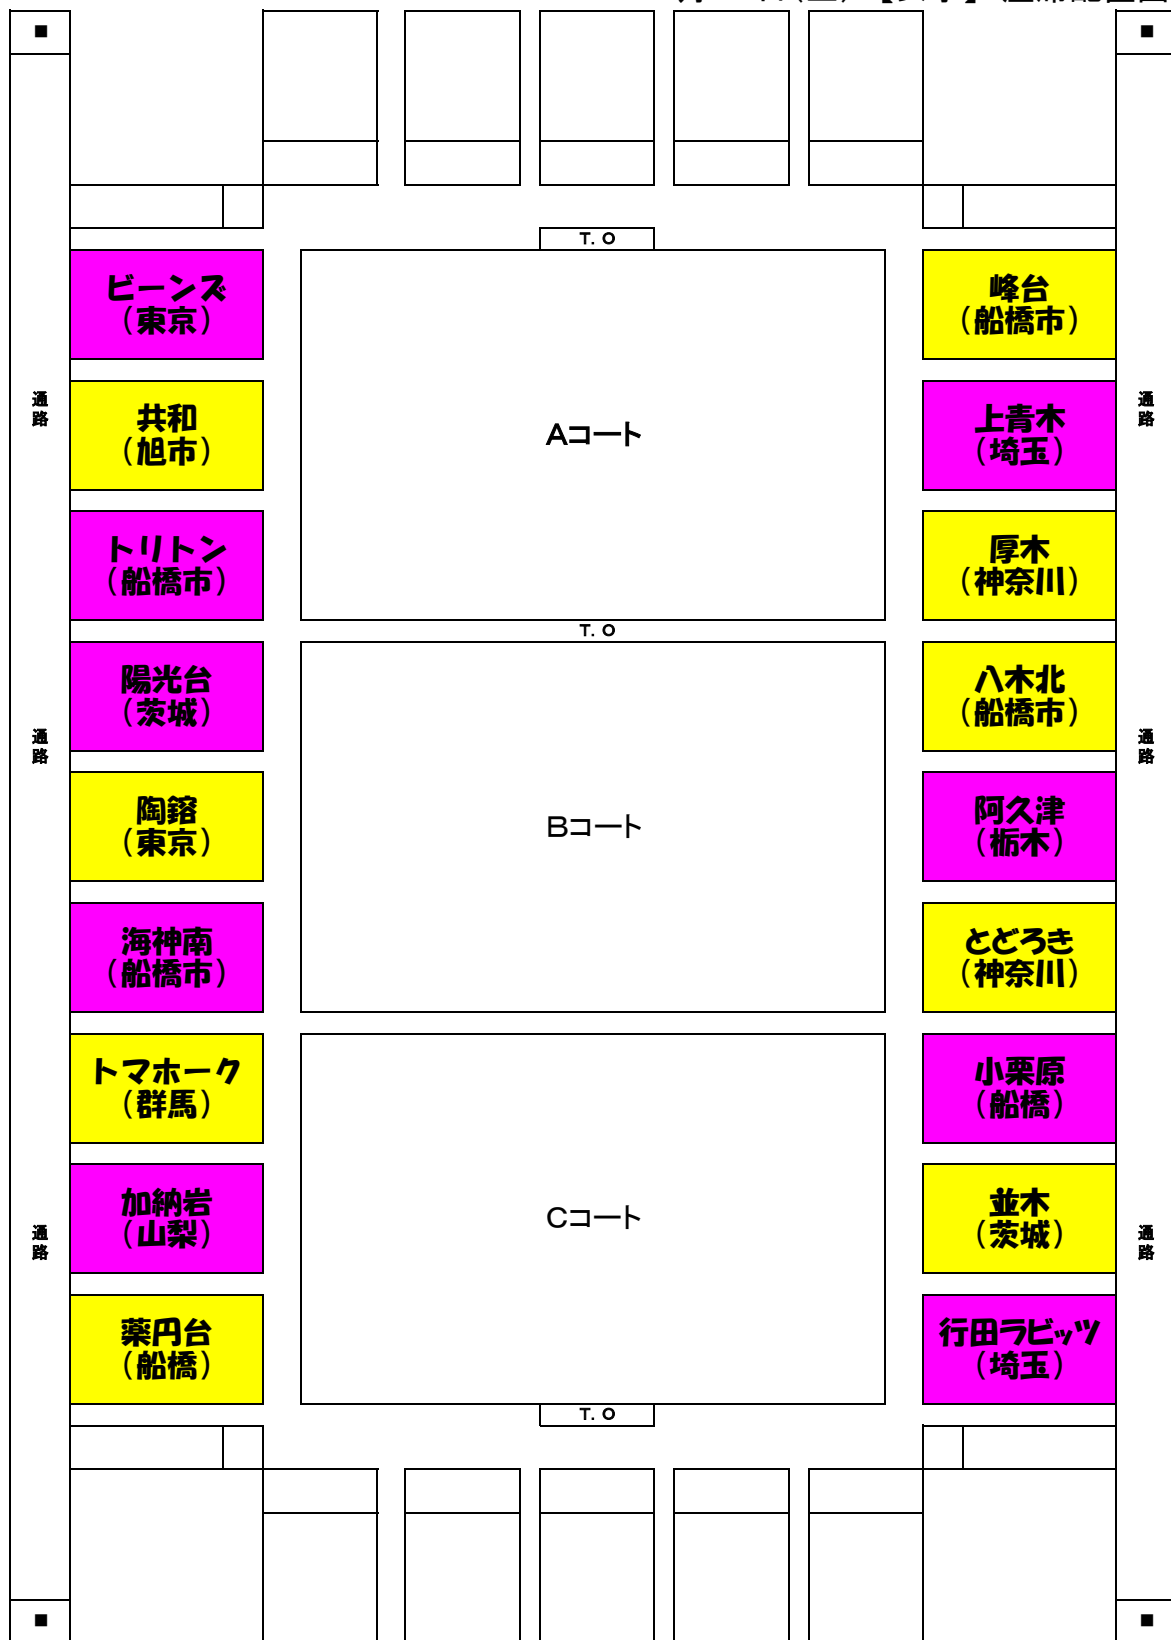 ■
■
T. O
ビーンズ
（東京）
峰台
（船橋市）
通路
共和
（旭市）
Aコート
上青木
（埼玉）
通路
トリトン
（船橋市）
厚木
（神奈川）
T. O
陽光台
（茨城）
八木北
（船橋市）
通路
通路
陶鎔
（東京）
Bコート
阿久津
（栃木）
海神南
（船橋市）
とどろき
（神奈川）
トマホーク
（群馬）
小栗原
（船橋）
加納岩
（山梨）
Cコート
並木
（茨城）
通路
通路
薬円台
（船橋）
行田ラビッツ
（埼玉）
T. O
■
■